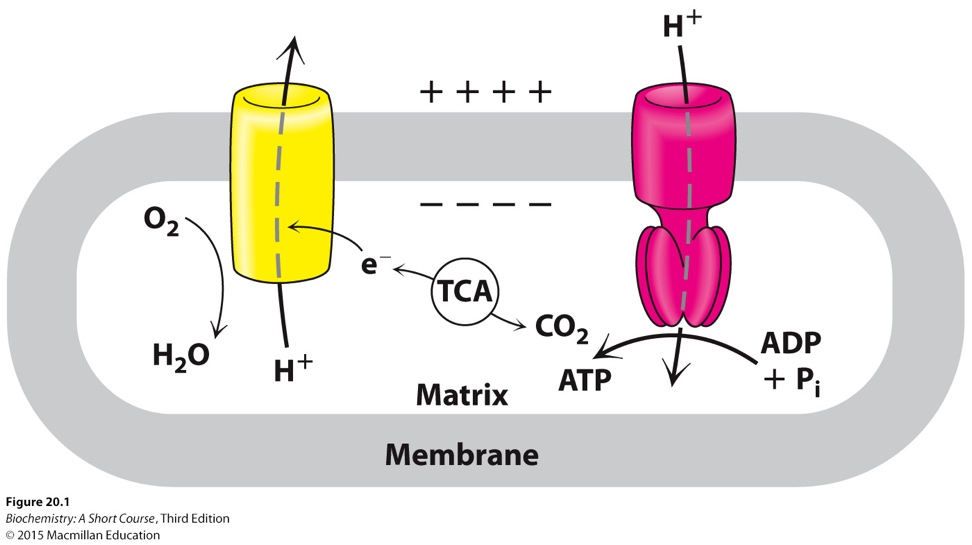 H⁺
+ + + +
− − − −
O₂
e⁻
TCA
CO₂
H₂O
H⁺
ADP
+ Pᵢ
ATP
Matrix
Membrane
Figure 20.1
Biochemistry: A Short Course, Third Edition
© 2015 Macmillan Education